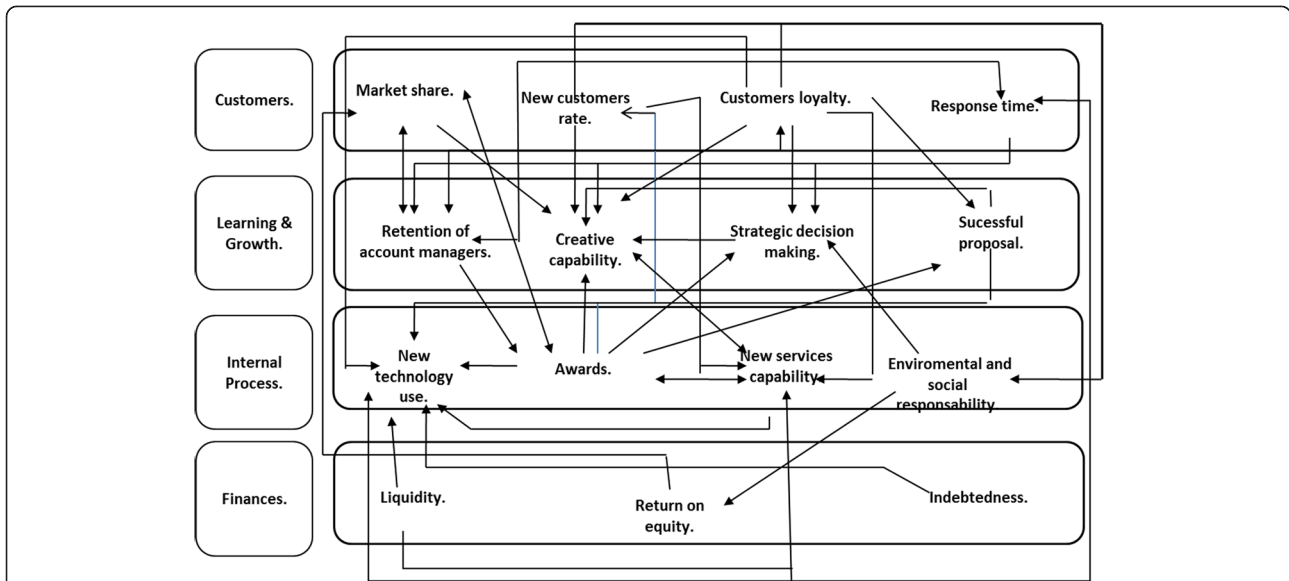 Customers.
Market share.
New customers
rate.
Customers loyalty.
Response time.
Learning &
Growth.
Retention of
account managers.
Creative
capability.
Strategic decision
making.
Sucessful
proposal.
Internal
Process.
New
technology
use.
Awards.
New services
capability
Enviromental and
social
responsability.
Finances.
Liquidity.
Return on
equity.
Indebtedness.